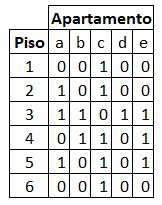 Apartamento
Piso a b c d e
1 0 0 1 0 0
2 1 0 1 0 0
3 1 1 0 1 1
4 0 1 1 0 1
5 1 0 1 0 1
6 0 0 1 0 0